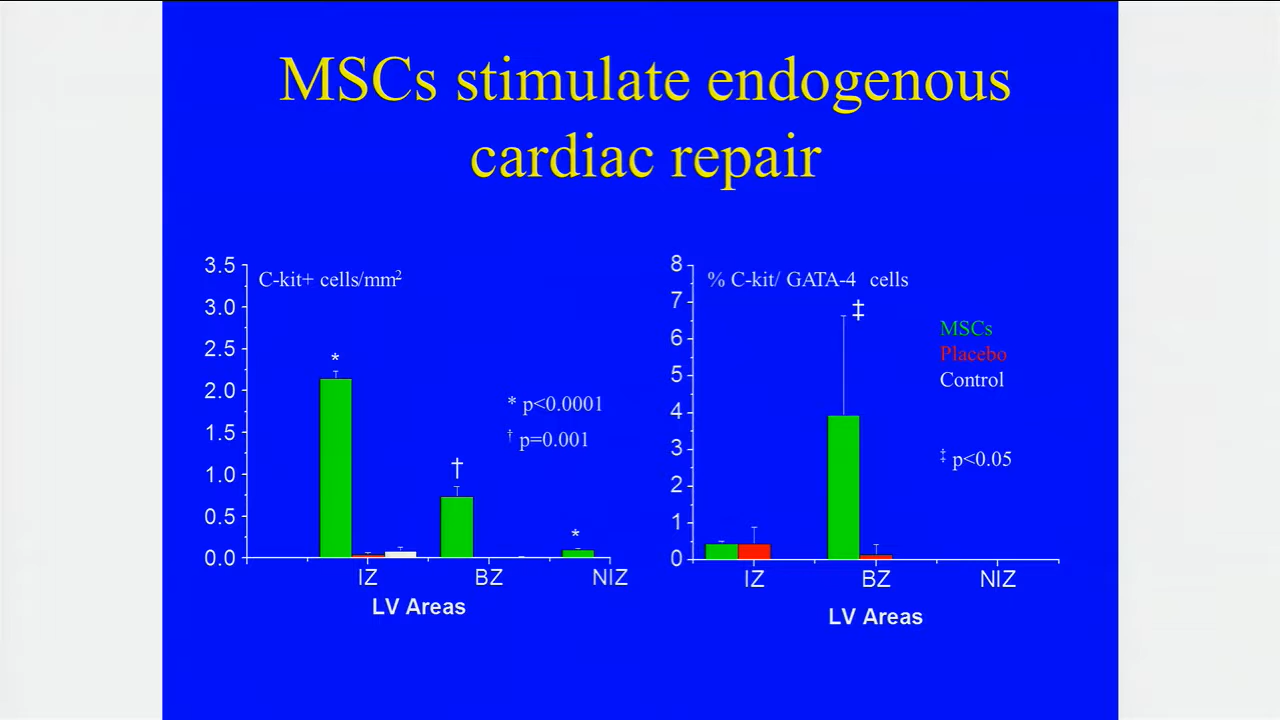 MSCs stimulate endogenous
cardiac repair
3.5
3.0
2.5
2.0
1.5
1.0
0.5
0.0
C-kit+ cells/mm²
*
†
*
* p<0.0001
† p=0.001
IZ
BZ
NIZ
LV Areas
8
7
6
5
4
3
2
1
0
% C-kit/ GATA-4 cells
‡
MSCs
Placebo
Control
‡ p<0.05
IZ
BZ
NIZ
LV Areas